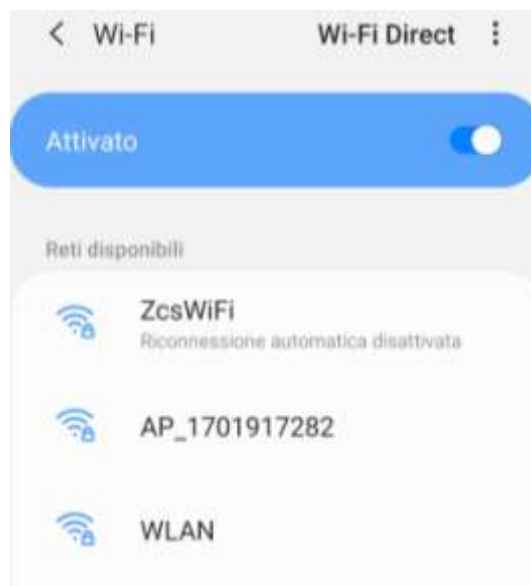 Wi-Fi Wi-Fi Direct
Attivato
Reti disponibili
ZcsWiFi
Riconnessione automatica disattivata
AP_1701917282
WLAN